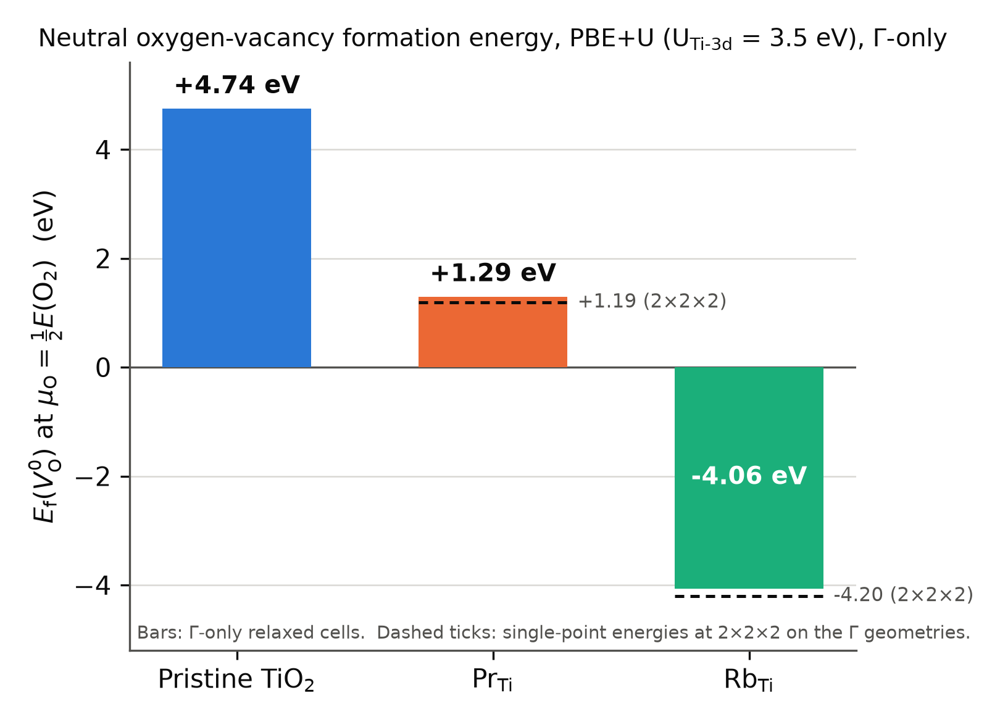 Neutral oxygen-vacancy formation energy, PBE+U (U_Ti-3d = 3.5 eV), Γ-only
E_f(V_O^0) at μ_O = 1/2 E(O₂) (eV)
4
2
0
−2
−4
+4.74 eV
+1.29 eV
+1.19 (2×2×2)
-4.06 eV
-4.20 (2×2×2)
Bars: Γ-only relaxed cells. Dashed ticks: single-point energies at 2×2×2 on the Γ geometries.
Pristine TiO₂
Pr_Ti
Rb_Ti